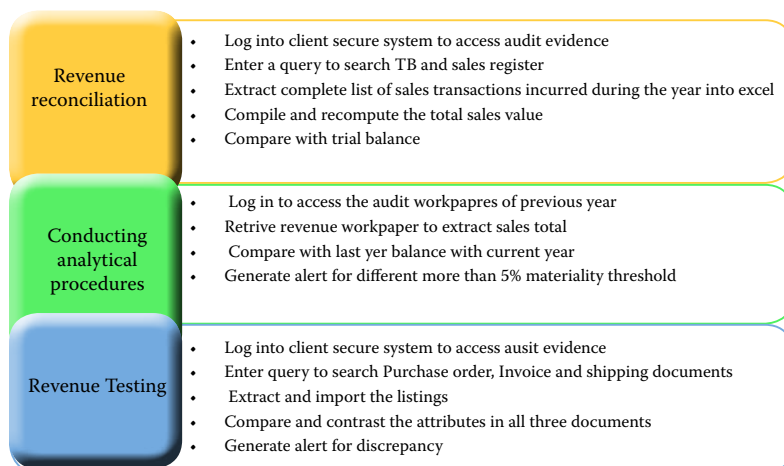 Revenue
reconciliation
• Log into client secure system to access audit evidence
• Enter a query to search TB and sales register
• Extract complete list of sales transactions incurred during the year into excel
• Compile and recompute the total sales value
• Compare with trial balance
Conducting
analytical
procedures
• Log in to access the audit workpapres of previous year
• Retrive revenue workpaper to extract sales total
• Compare with last yer balance with current year
• Generate alert for different more than 5% materiality threshold
Revenue Testing
• Log into client secure system to access ausit evidence
• Enter query to search Purchase order, Invoice and shipping documents
• Extract and import the listings
• Compare and contrast the attributes in all three documents
• Generate alert for discrepancy